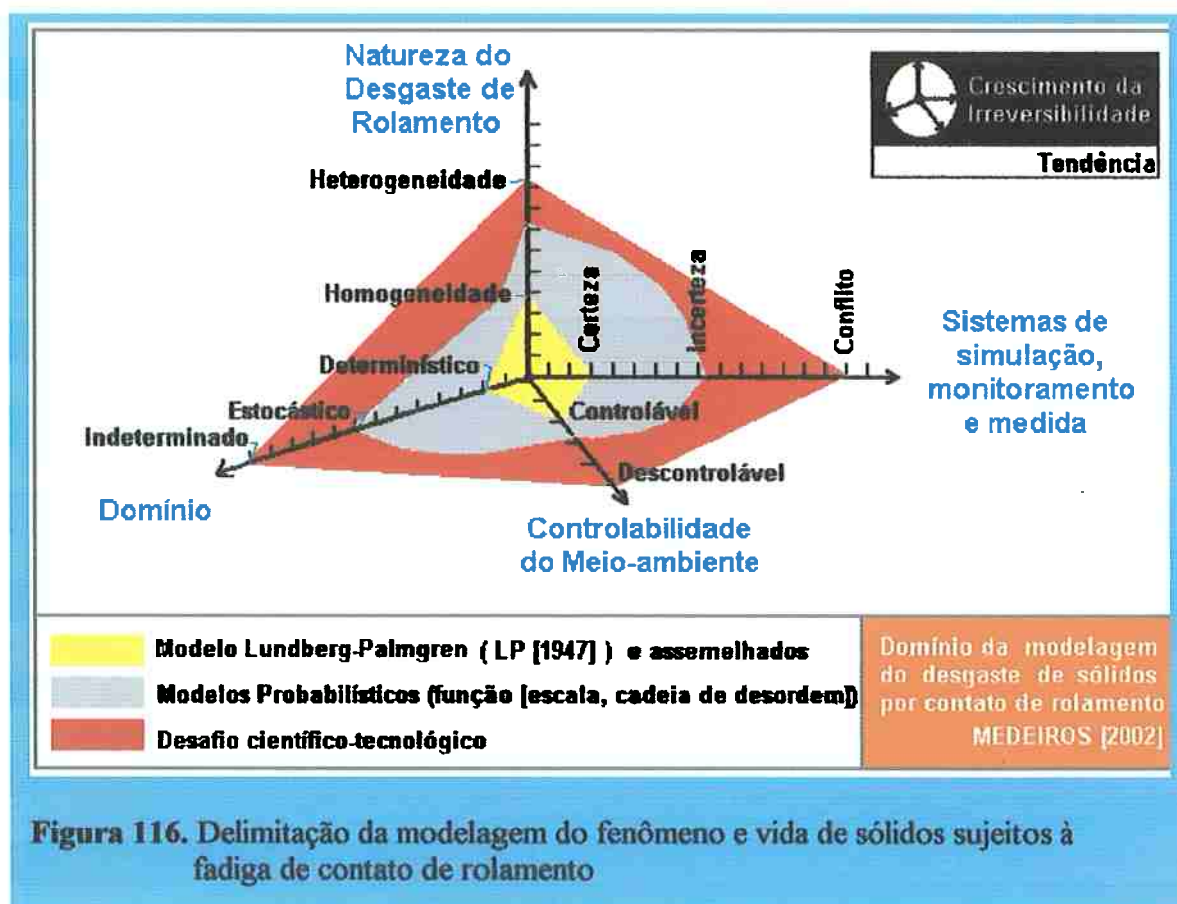 Natureza do
Desgaste de
Rolamento
Crescimento da
Irreversibilidade
Tendência
Heterogeneidade
Homogeneidade
Certeza
incerteza
Conflito
Sistemas de
simulação,
monitoramento
e medida
Determinístico
Estocástico
Indeterminado
Controlável
Descontrolável
Domínio
Controlabilidade
do Meio-ambiente
Modelo Lundberg-Palmgren ( LP [1947] ) e assemelhados
Modelos Probabilísticos (função [escala, cadeia de desordem])
Desafio científico-tecnológico
Domínio da modelagem
do desgaste de sólidos
por contato de rolamento
MEDEIROS [2002]
Figura 116. Delimitação da modelagem do fenômeno e vida de sólidos sujeitos à
fadiga de contato de rolamento